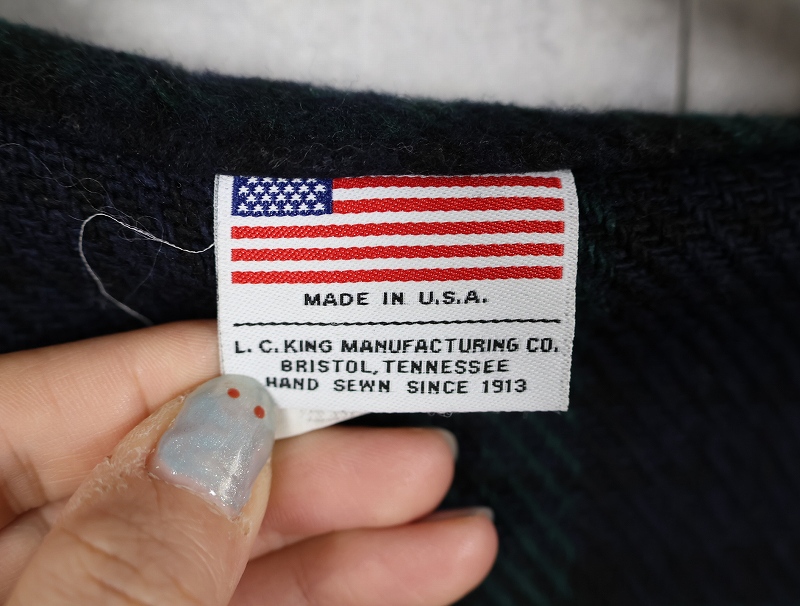 MADE IN U.S.A.
L. C. KING MANUFACTURING CO.
BRISTOL, TENNESSEE
HAND SEWN SINCE 1913